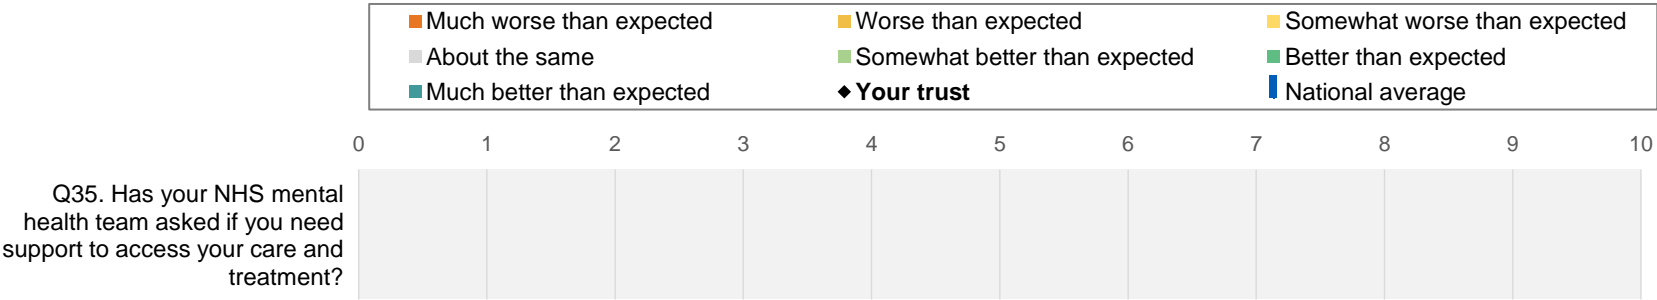 Much worse than expected
Worse than expected
Somewhat worse than expected
About the same
Somewhat better than expected
Better than expected
Much better than expected
Your trust
National average
0 1 2 3 4 5 6 7 8 9 10
Q35. Has your NHS mental
health team asked if you need
support to access your care and
treatment?